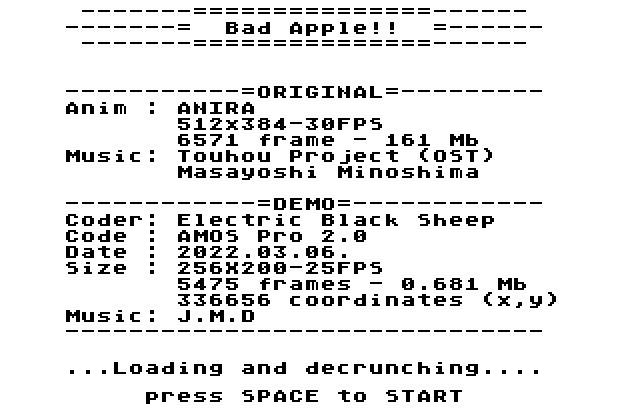 -------===============------
-------=  Bad Apple!!  =------
-------===============------
-----------=ORIGINAL=---------
Anim : ANIRA
512x384-30FPS
6571 frame - 161 Mb
Music: Touhou Project (OST)
Masayoshi Minoshima
------------=DEMO=------------
Coder: Electric Black Sheep
Code : AMOS Pro 2.0
Date : 2022.03.06.
Size : 256X200-25FPS
5475 frames - 0.681 Mb
336656 coordinates (x,y)
Music: J.M.D
------------------------------
...Loading and decrunching....
press SPACE to START